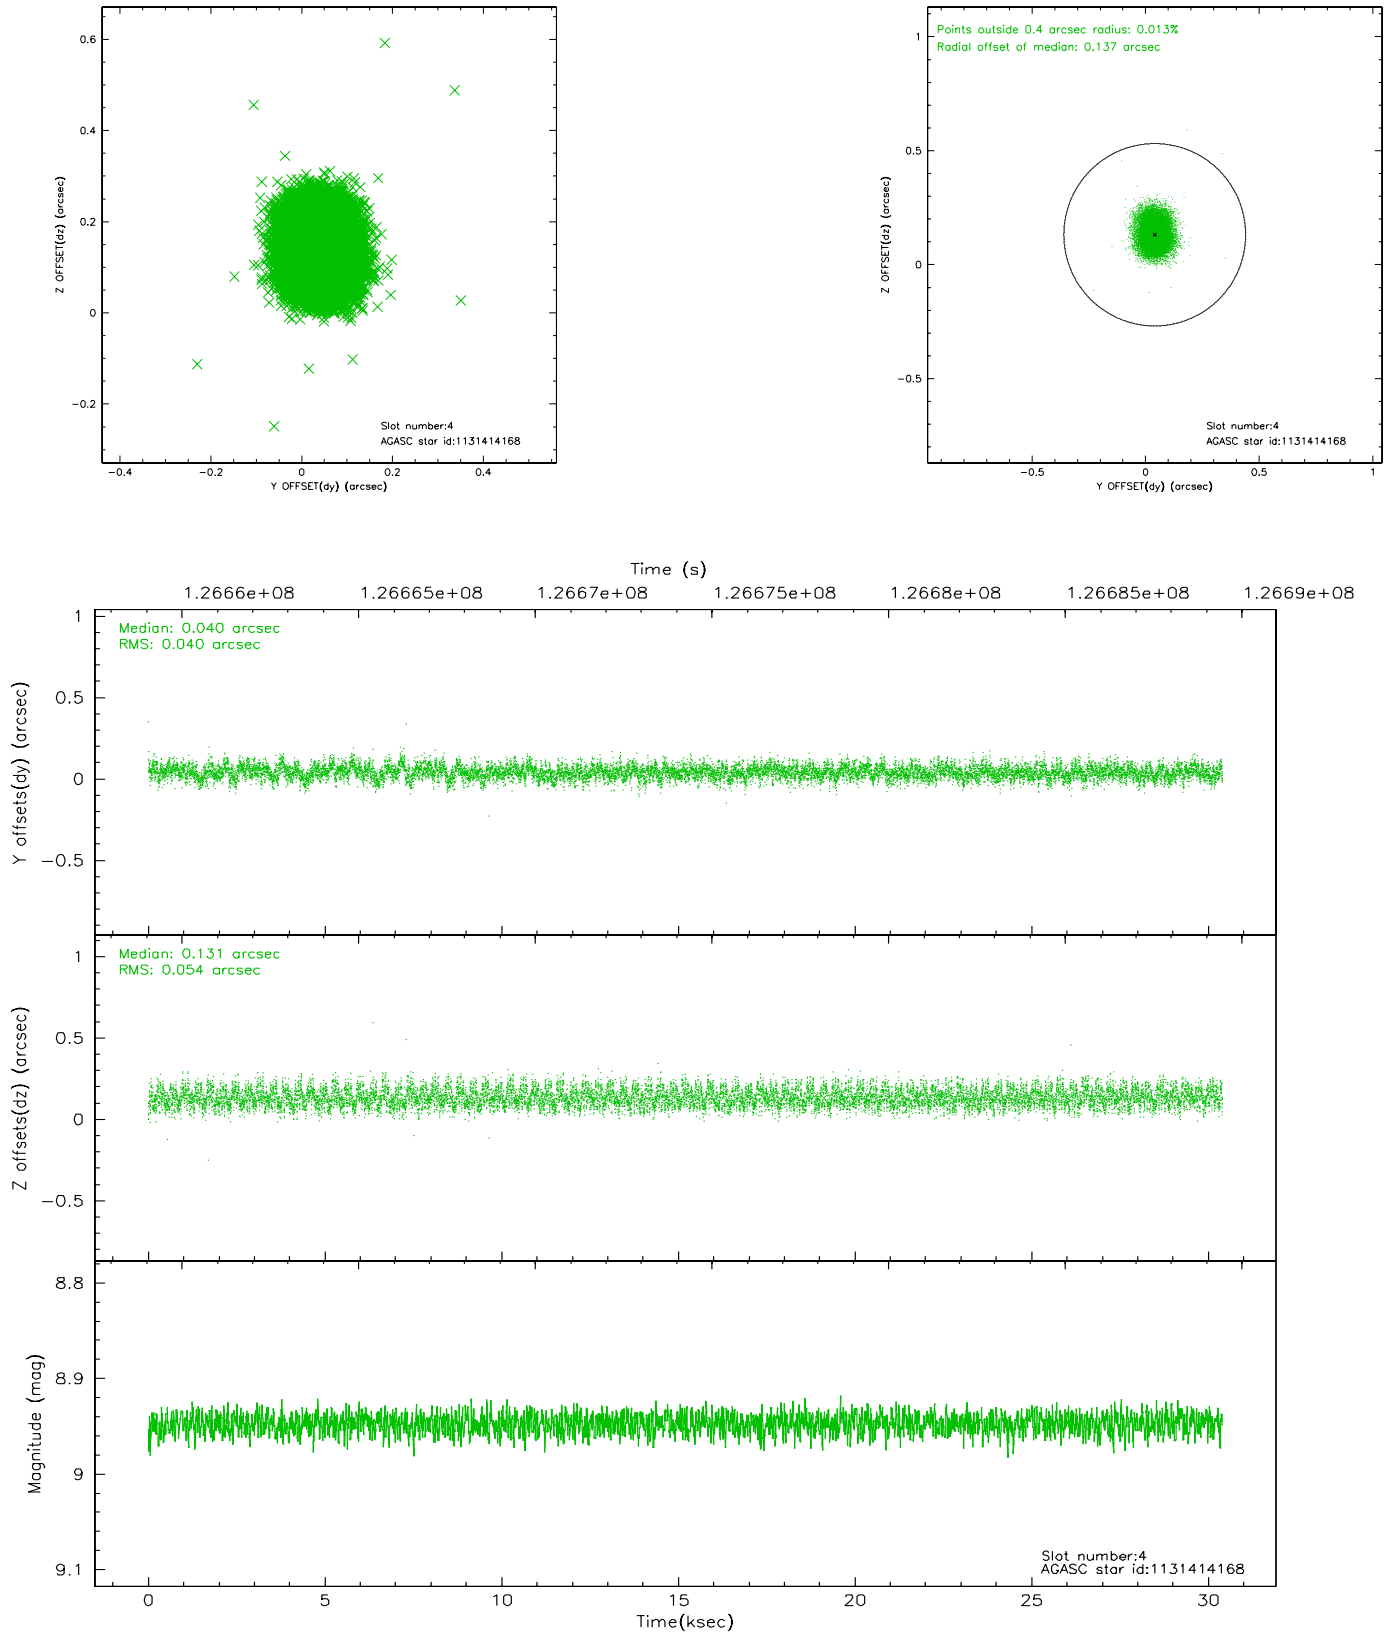 0.6
0.4
0.2
0
−0.2
Z OFFSET(dz) (arcsec)
−0.4
−0.2
0
0.2
0.4
Y OFFSET(dy) (arcsec)
Slot number:4
AGASC star id:1131414168
Points outside 0.4 arcsec radius: 0.013%
Radial offset of median: 0.137 arcsec
1
0.5
0
−0.5
Z OFFSET(dz) (arcsec)
−0.5
0
0.5
1
Y OFFSET(dy) (arcsec)
Slot number:4
AGASC star id:1131414168
Time (s)
1.2666e+08
1.26665e+08
1.2667e+08
1.26675e+08
1.2668e+08
1.26685e+08
1.2669e+08
Median: 0.040 arcsec
RMS: 0.040 arcsec
1
0.5
0
−0.5
Y offsets(dy) (arcsec)
Median: 0.131 arcsec
RMS: 0.054 arcsec
1
0.5
0
−0.5
Z offsets(dz) (arcsec)
8.8
8.9
9
9.1
Magnitude (mag)
Slot number:4
AGASC star id:1131414168
0
5
10
15
20
25
30
Time(ksec)